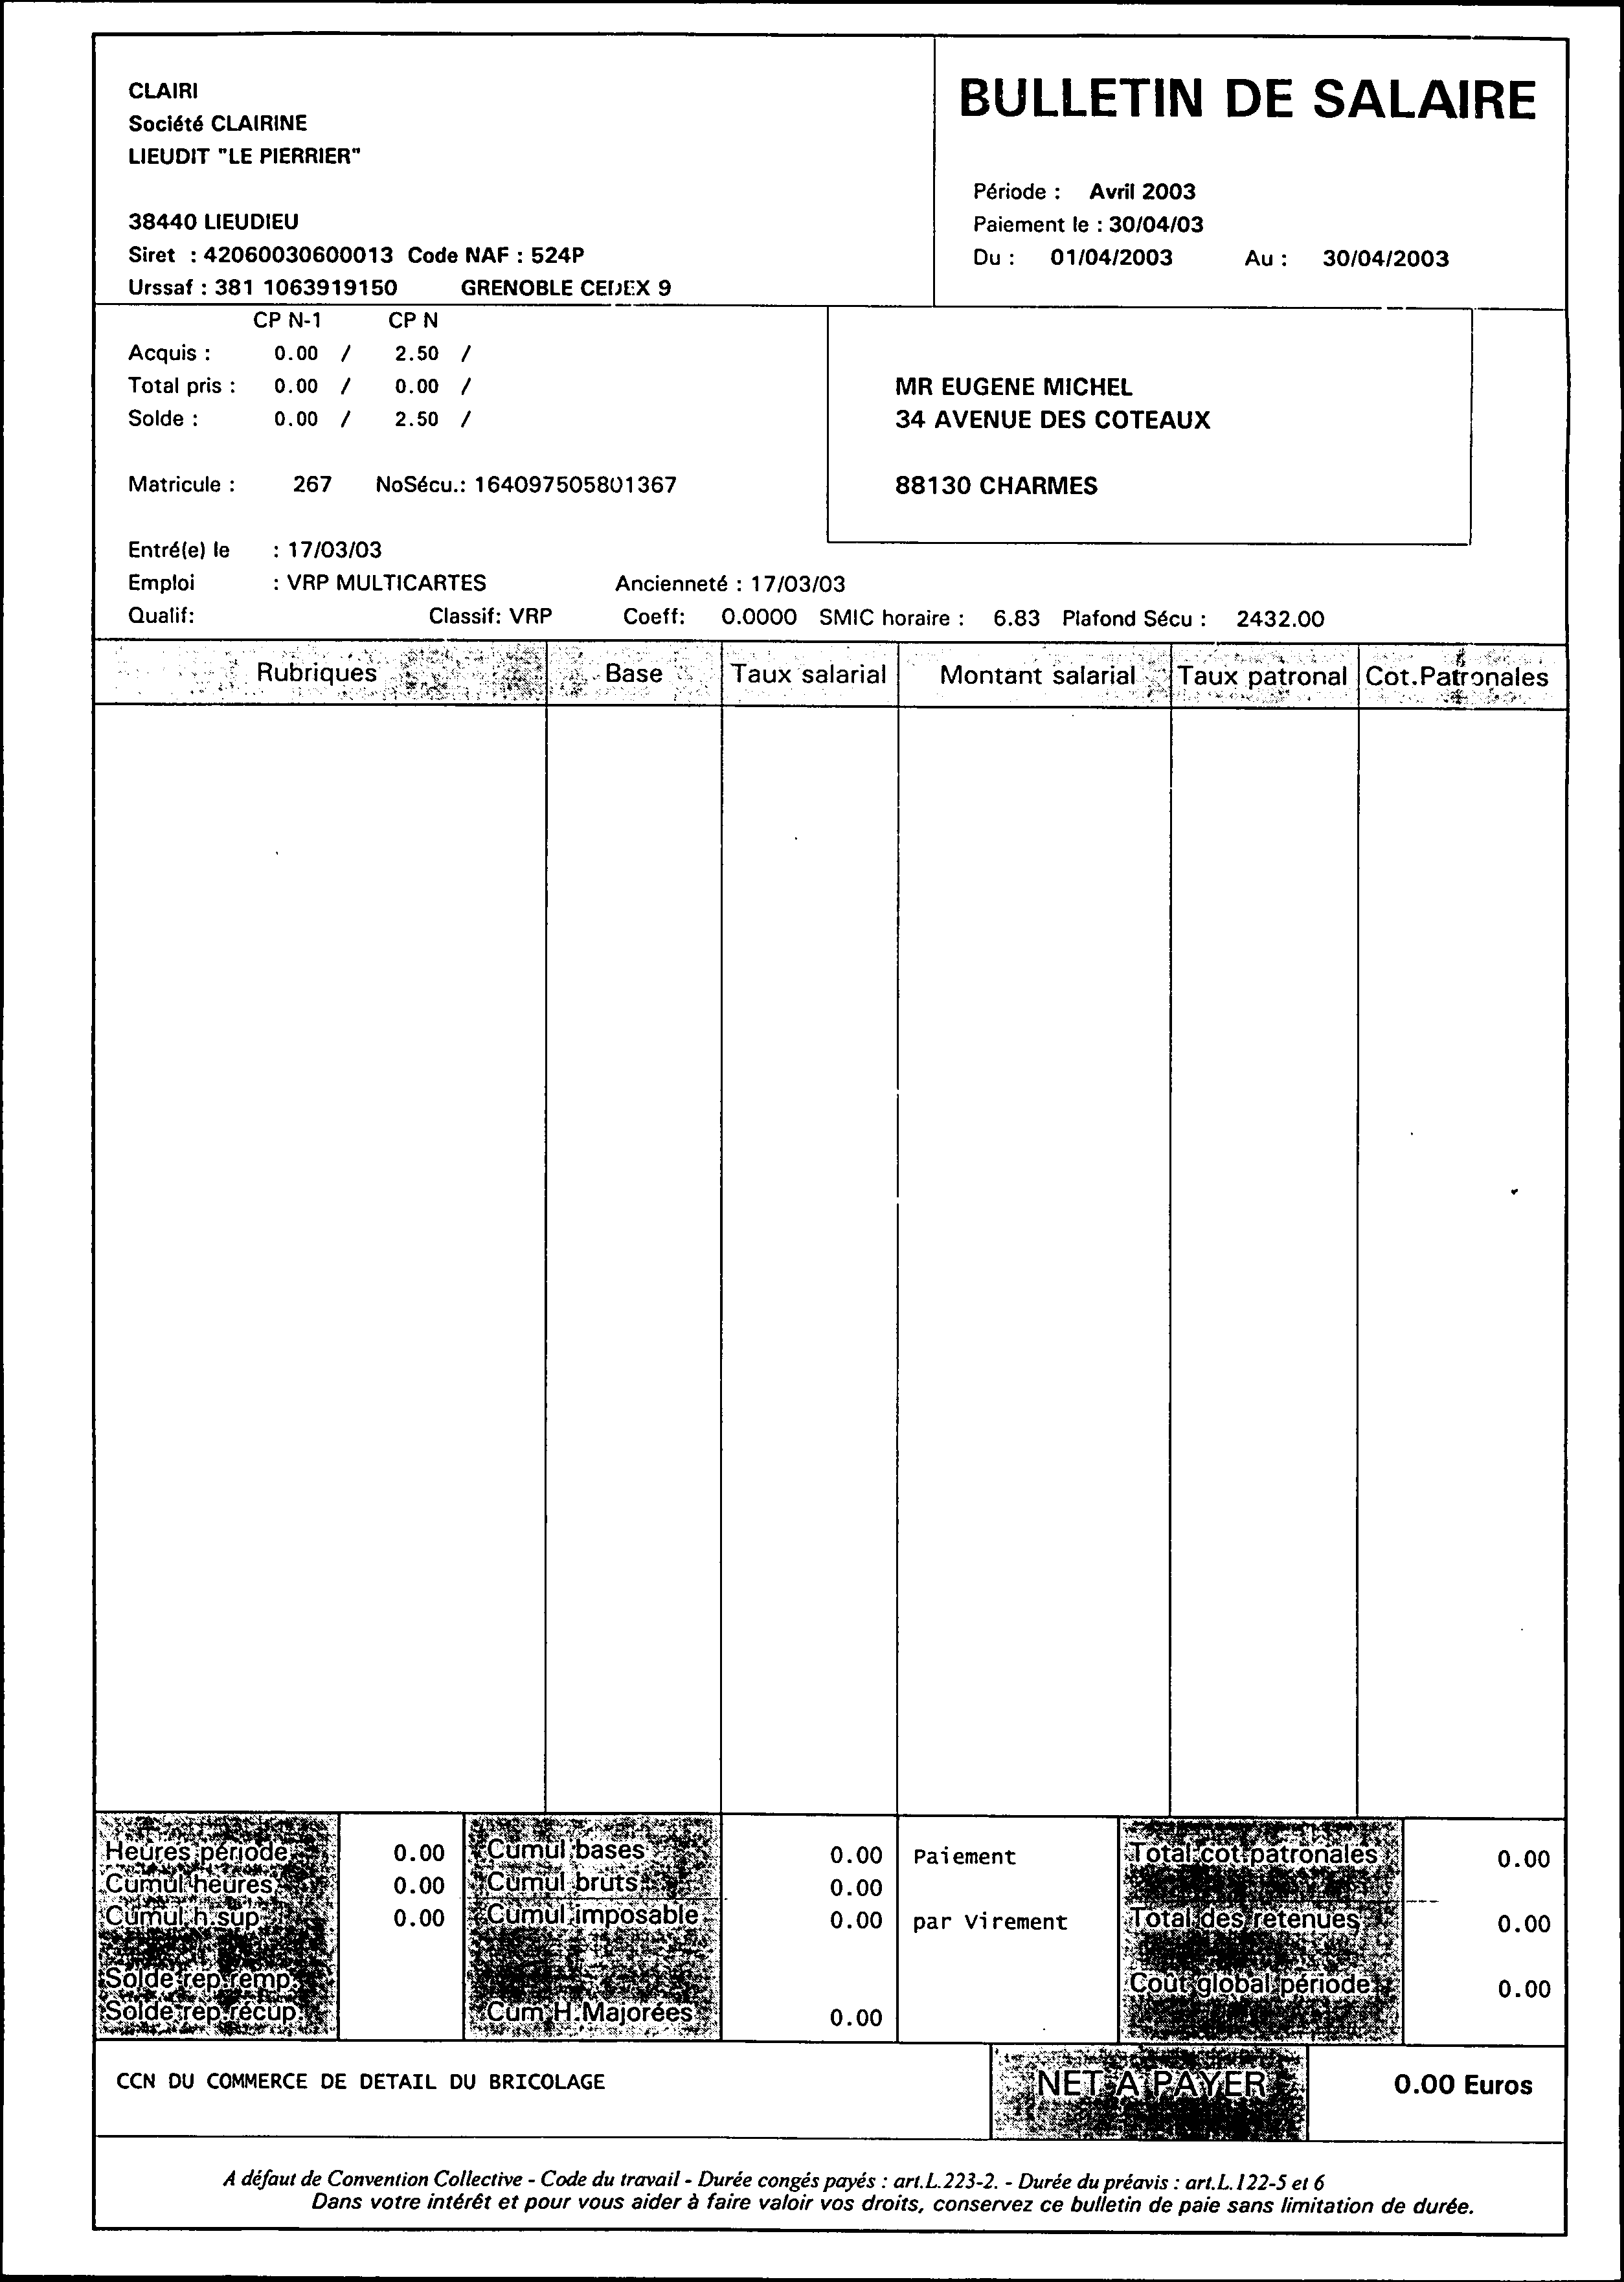 CLAIRI
Société CLAIRINE
LIEUDIT "LE PIERRIER"
38440 LIEUDIEU
Siret : 42060030600013 Code NAF : 524P
Urssaf : 381 1063919150 GRENOBLE CEDEX 9
BULLETIN DE SALAIRE
Période : Avril 2003
Paiement le : 30/04/03
Du : 01/04/2003 Au : 30/04/2003
CP N-1 CP N
Acquis : 0.00 / 2.50 /
Total pris : 0.00 / 0.00 /
Solde : 0.00 / 2.50 /
Matricule : 267 NoSécu.: 164097505801367
MR EUGENE MICHEL
34 AVENUE DES COTEAUX
88130 CHARMES
Entré(e) le : 17/03/03
Emploi : VRP MULTICARTES Ancienneté : 17/03/03
Qualif: Classif: VRP Coeff: 0.0000 SMIC horaire : 6.83 Plafond Sécu : 2432.00
Rubriques Base Taux salarial Montant salarial Taux patronal Cot.Patronales
Heures période 0.00 Cumul bases 0.00 Paiement Total cot.patronales 0.00
Cumul heures 0.00 Cumul bruts 0.00
Cumul h.sup 0.00 Cumul imposable 0.00 par Virement Total des retenues 0.00
Solde rep.remp. Coût global période 0.00
Solde rep.récup. Cum.H.Majorées 0.00
CCN DU COMMERCE DE DETAIL DU BRICOLAGE NET A PAYER 0.00 Euros
A défaut de Convention Collective - Code du travail - Durée congés payés : art.L.223-2. - Durée du préavis : art.L.122-5 et 6
Dans votre intérêt et pour vous aider à faire valoir vos droits, conservez ce bulletin de paie sans limitation de durée.